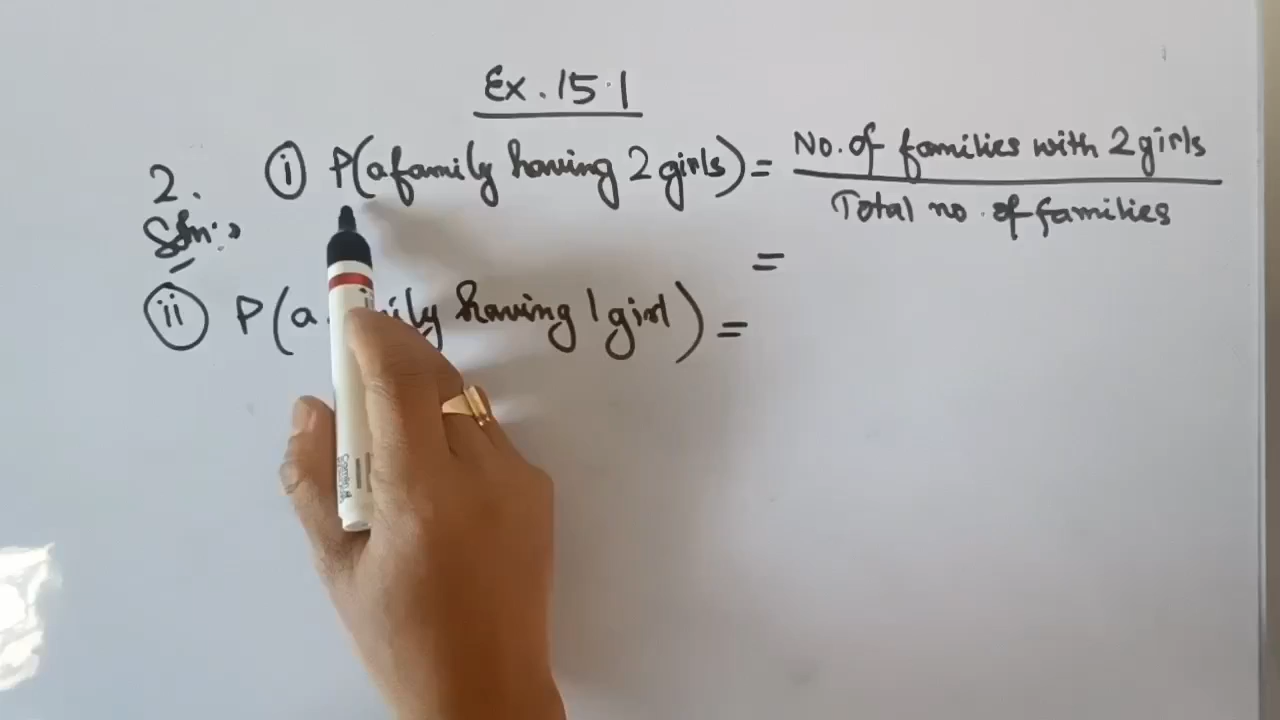 Ex. 15.1
2. (i) P(a family having 2 girls) = No. of families with 2 girls
Total no. of families
Soln:
=
(ii) P(a family having 1 girl) =